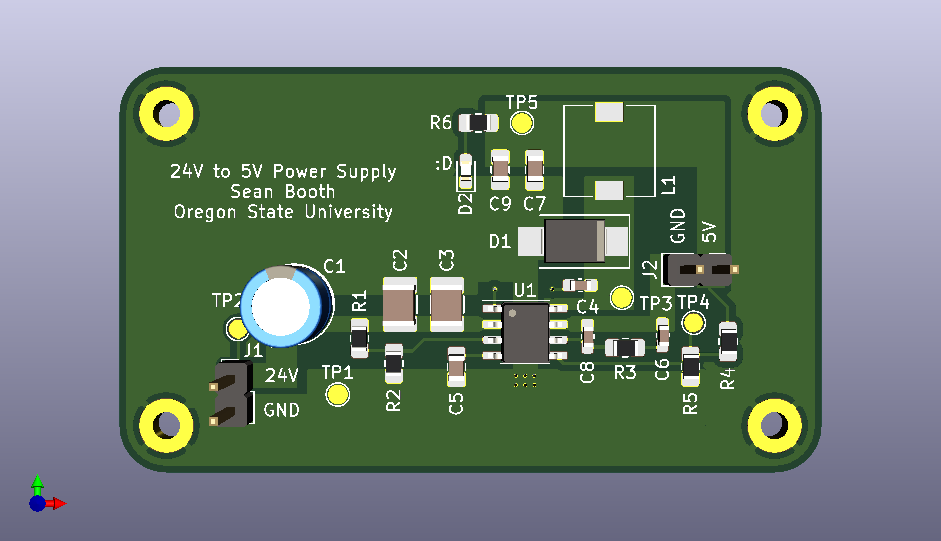 TP5
R6
:D
24V to 5V Power Supply
Sean Booth
Oregon State University
D2
C9
C7
L1
GND
5V
D1
J2
C2
C3
C1
TP2
R1
U1
C4
TP3
TP4
J1
24V
GND
TP1
R2
C5
C8
R3
C6
R5
R4